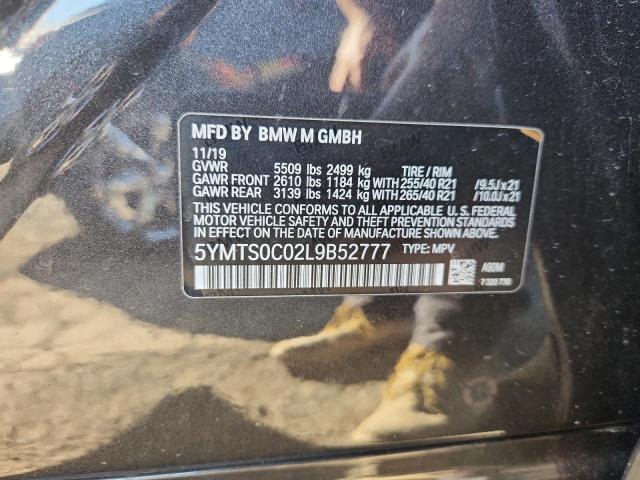 MFD BY BMW M GMBH
11/19
GVWR 5509 lbs 2499 kg TIRE / RIM
GAWR FRONT 2610 lbs 1184 kg WITH 255/40 R21 / 9.5J x 21
GAWR REAR 3139 lbs 1424 kg WITH 265/40 R21 / 10.0J x 21
THIS VEHICLE CONFORMS TO ALL APPLICABLE U. S. FEDERAL
MOTOR VEHICLE SAFETY, BUMPER, AND THEFT PREVENTION STANDARDS
IN EFFECT ON THE DATE OF MANUFACTURE SHOWN ABOVE.
5YMTS0C02L9B52777 TYPE: MPV